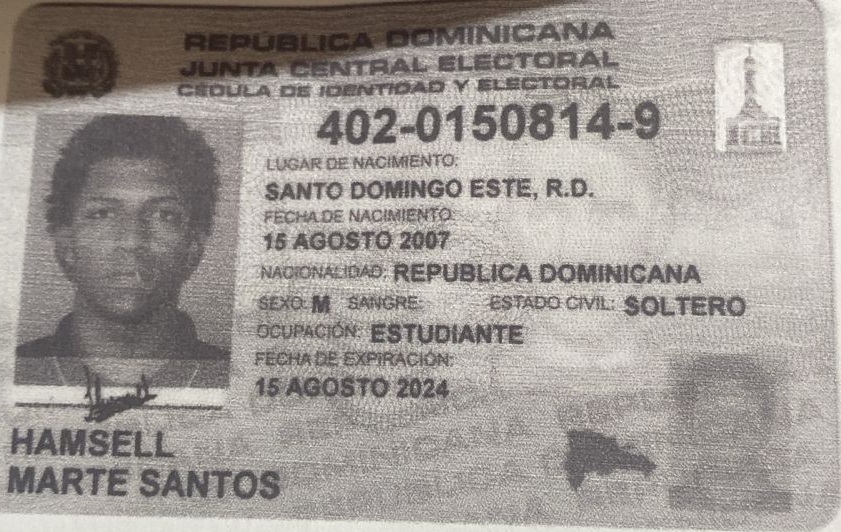 REPÚBLICA DOMINICANA
JUNTA CENTRAL ELECTORAL
CÉDULA DE IDENTIDAD Y ELECTORAL
402-0150814-9
LUGAR DE NACIMIENTO:
SANTO DOMINGO ESTE, R.D.
FECHA DE NACIMIENTO:
15 AGOSTO 2007
NACIONALIDAD: REPUBLICA DOMINICANA
SEXO: M SANGRE: ESTADO CIVIL: SOLTERO
OCUPACIÓN: ESTUDIANTE
FECHA DE EXPIRACIÓN:
15 AGOSTO 2024
HAMSELL
MARTE SANTOS